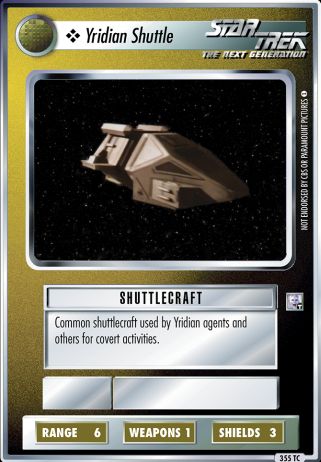 ❖ Yridian Shuttle
STAR TREK
THE NEXT GENERATION
NOT ENDORSED BY CBS OR PARAMOUNT PICTURES
SHUTTLECRAFT
Common shuttlecraft used by Yridian agents and
others for covert activities.
RANGE 6 WEAPONS 1 SHIELDS 3
355 TC